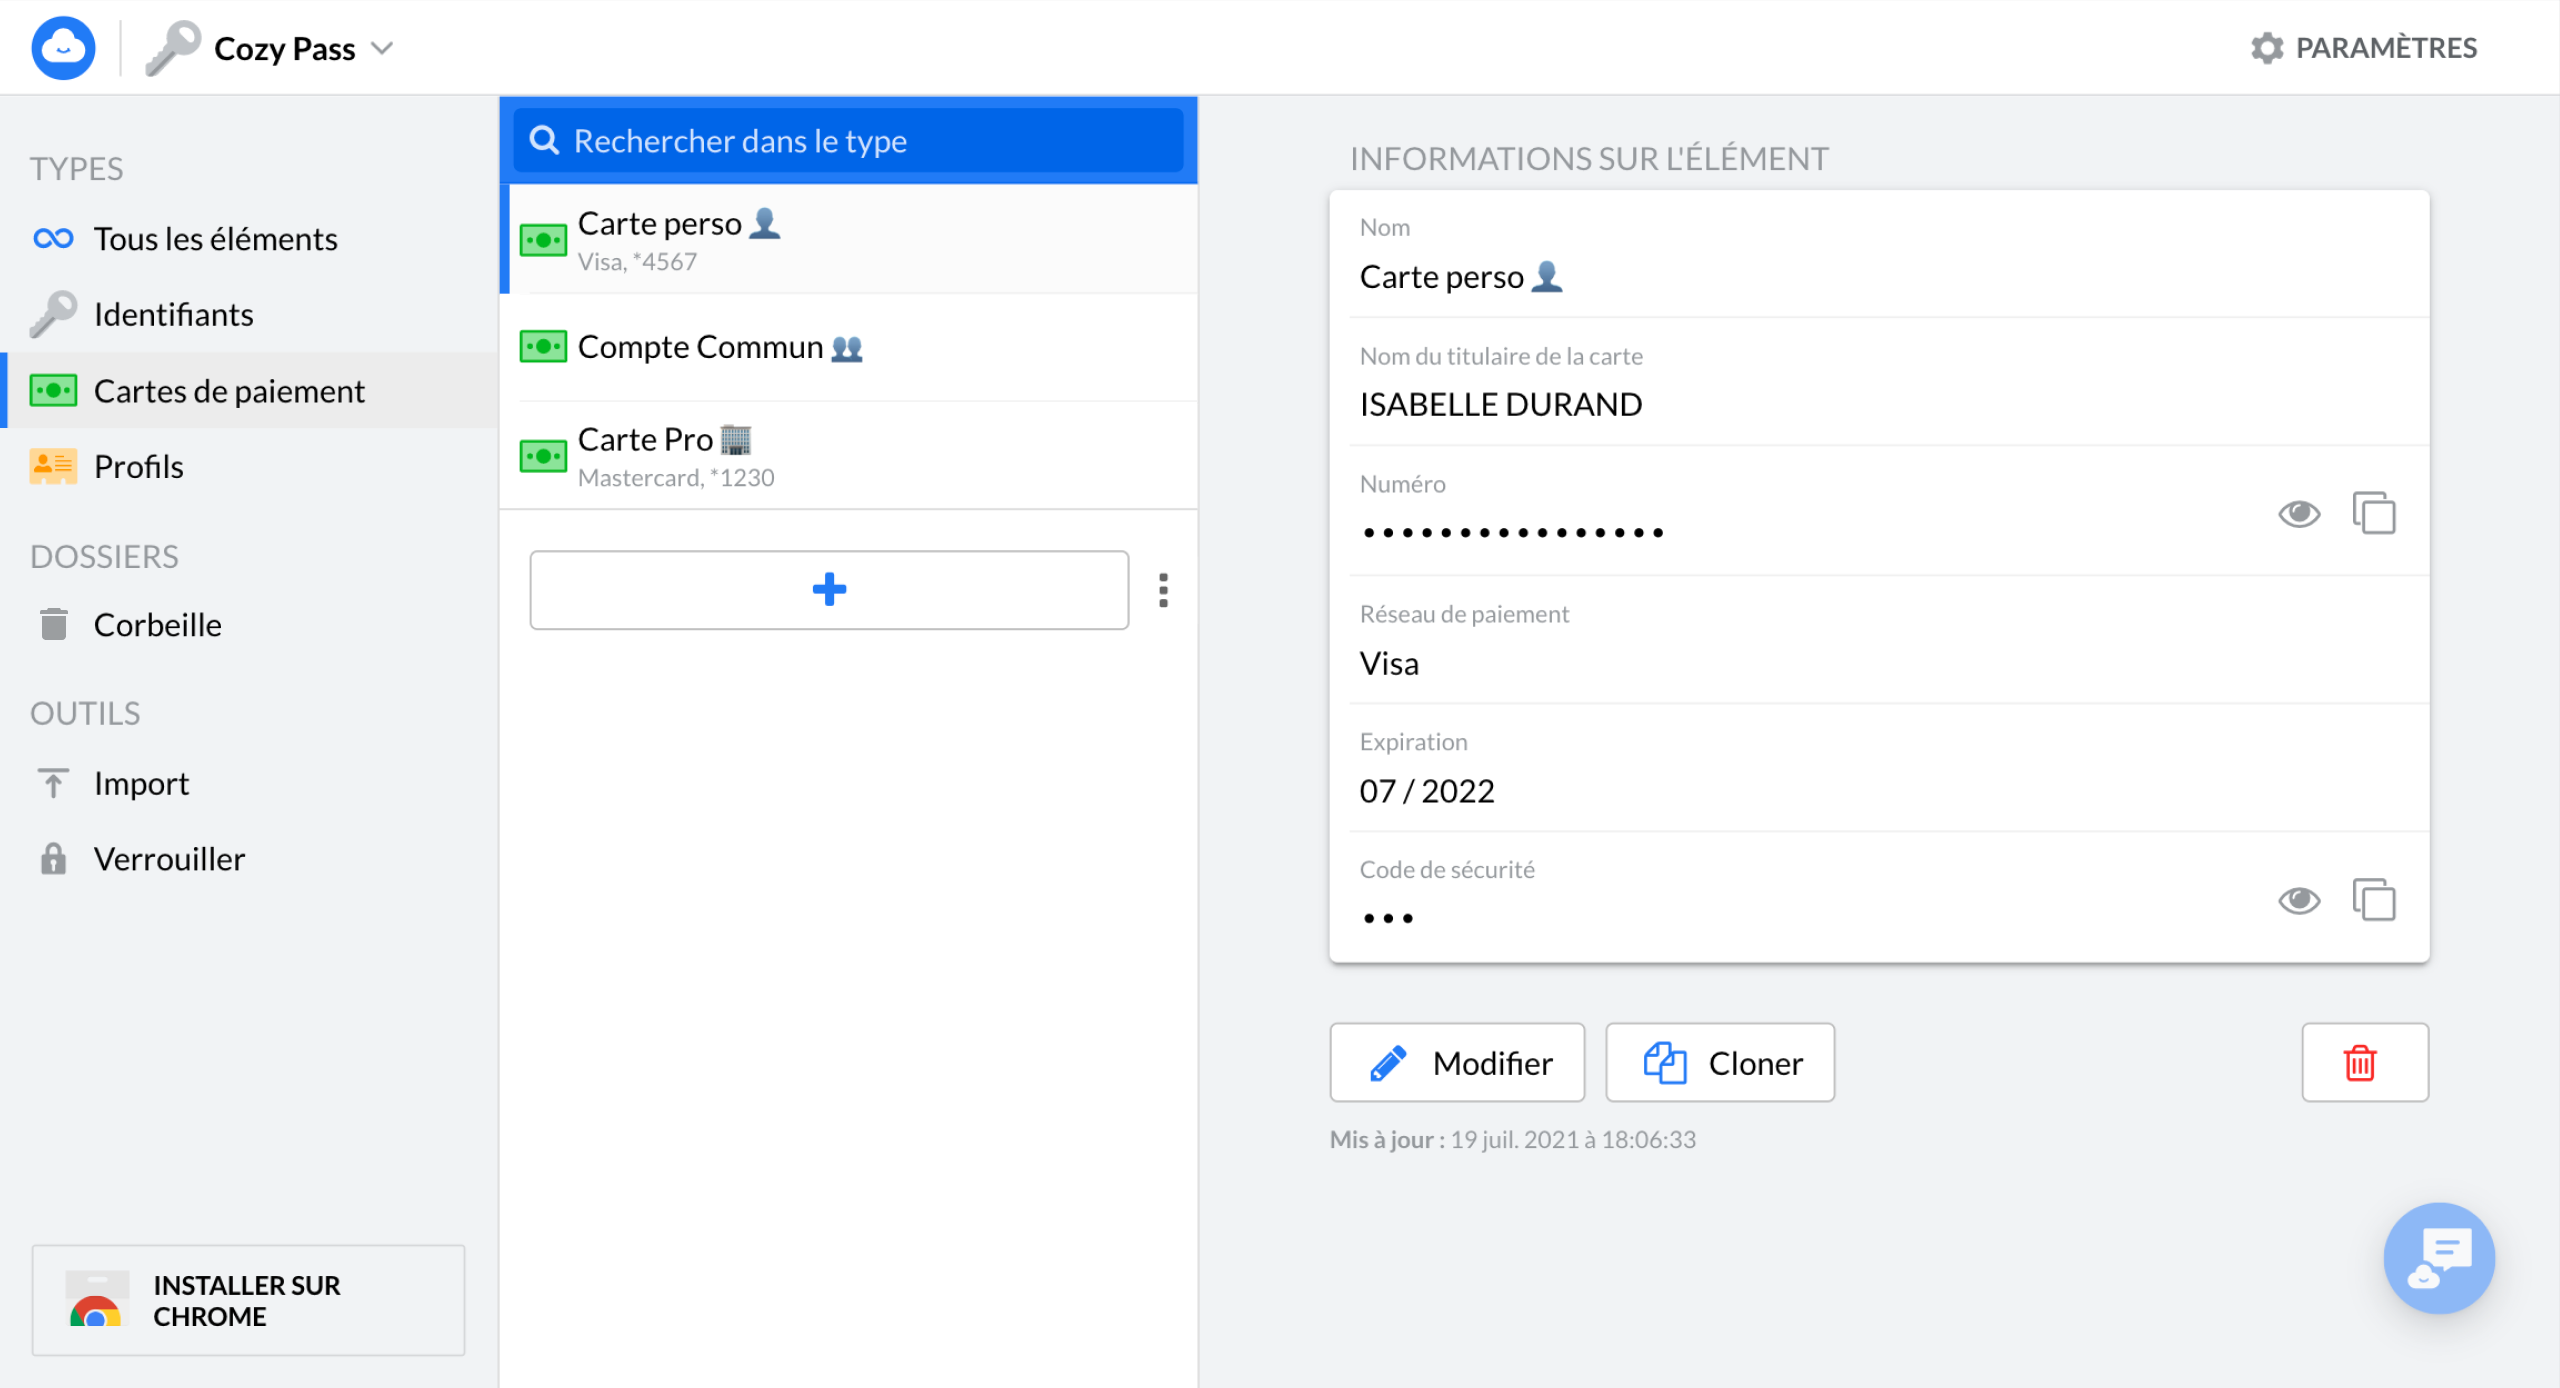 Cozy Pass
PARAMÈTRES
TYPES
Tous les éléments
Identifiants
Cartes de paiement
Profils
DOSSIERS
Corbeille
OUTILS
Import
Verrouiller
INSTALLER SUR
CHROME
Rechercher dans le type
Carte perso 👤
Visa, *4567
Compte Commun 👥
Carte Pro 🏢
Mastercard, *1230
INFORMATIONS SUR L'ÉLÉMENT
Nom
Carte perso 👤
Nom du titulaire de la carte
ISABELLE DURAND
Numéro
••••••••••••••••
Réseau de paiement
Visa
Expiration
07 / 2022
Code de sécurité
•••
Modifier
Cloner
Mis à jour : 19 juil. 2021 à 18:06:33